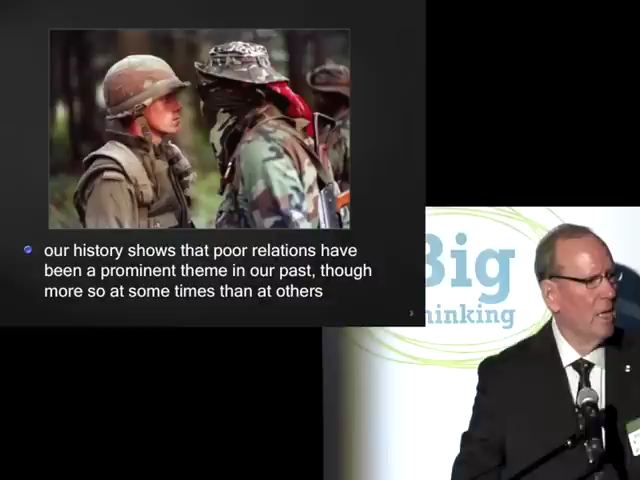 our history shows that poor relations have
been a prominent theme in our past, though
more so at some times than at others
3
Big
hinking